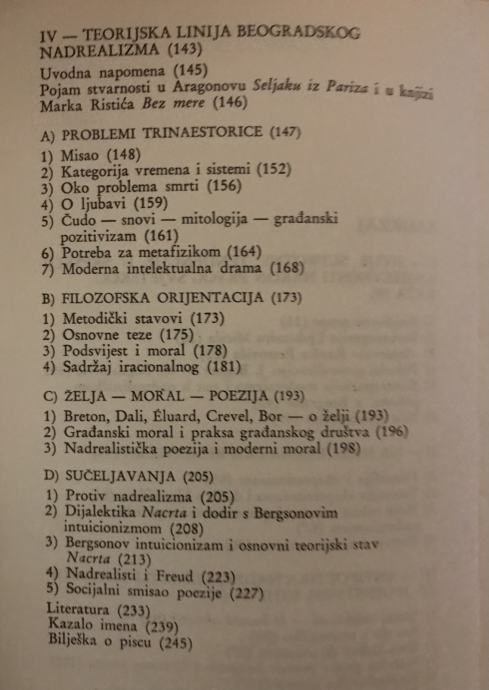 IV — TEORIJSKA LINIJA BEOGRADSKOG
NADREALIZMA (143)
Uvodna napomena (145)
Pojam stvarnosti u Aragonovu Seljaku iz Pariza i u knjizi
Marka Ristića Bez mere (146)
A) PROBLEMI TRINAESTORICE (147)
1) Misao (148)
2) Kategorija vremena i sistemi (152)
3) Oko problema smrti (156)
4) O ljubavi (159)
5) Čudo — snovi — mitologija — građanski
pozitivizam (161)
6) Potreba za metafizikom (164)
7) Moderna intelektualna drama (168)
B) FILOZOFSKA ORIJENTACIJA (173)
1) Metodički stavovi (173)
2) Osnovne teze (175)
3) Podsvijest i moral (178)
4) Sadržaj iracionalnog (181)
C) ŽELJA — MORAL — POEZIJA (193)
1) Breton, Dali, Éluard, Crevel, Bor — o želji (193)
2) Građanski moral i praksa građanskog društva (196)
3) Nadrealistička poezija i moderni moral (198)
D) SUČELJAVANJA (205)
1) Protiv nadrealizma (205)
2) Dijalektika Nacrta i dodir s Bergsonovim
intuicionizmom (208)
3) Bergsonov intuicionizam i osnovni teorijski stav
Nacrta (213)
4) Nadrealisti i Freud (223)
5) Socijalni smisao poezije (227)
Literatura (233)
Kazalo imena (239)
Bilješka o piscu (245)